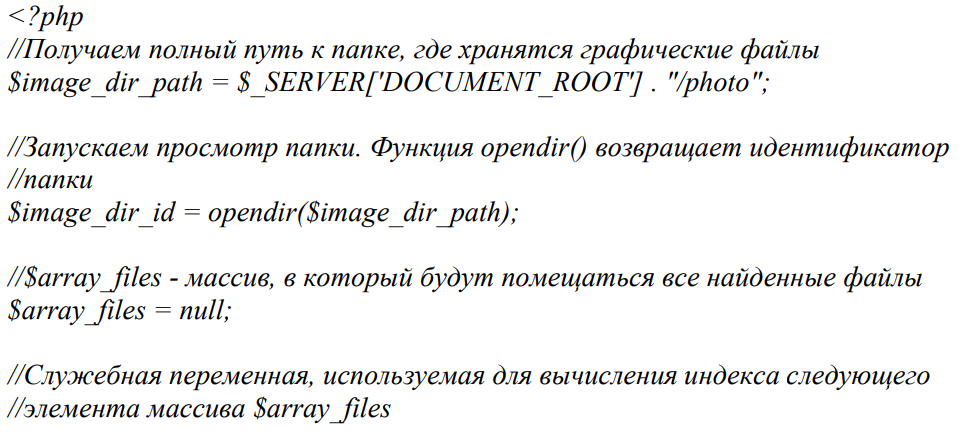 <?php
//Получаем полный путь к папке, где хранятся графические файлы
$image_dir_path = $_SERVER['DOCUMENT_ROOT'] . "/photo";
//Запускаем просмотр папки. Функция opendir() возвращает идентификатор
//папки
$image_dir_id = opendir($image_dir_path);
//$array_files - массив, в который будут помещаться все найденные файлы
$array_files = null;
//Служебная переменная, используемая для вычисления индекса следующего
//элемента массива $array_files